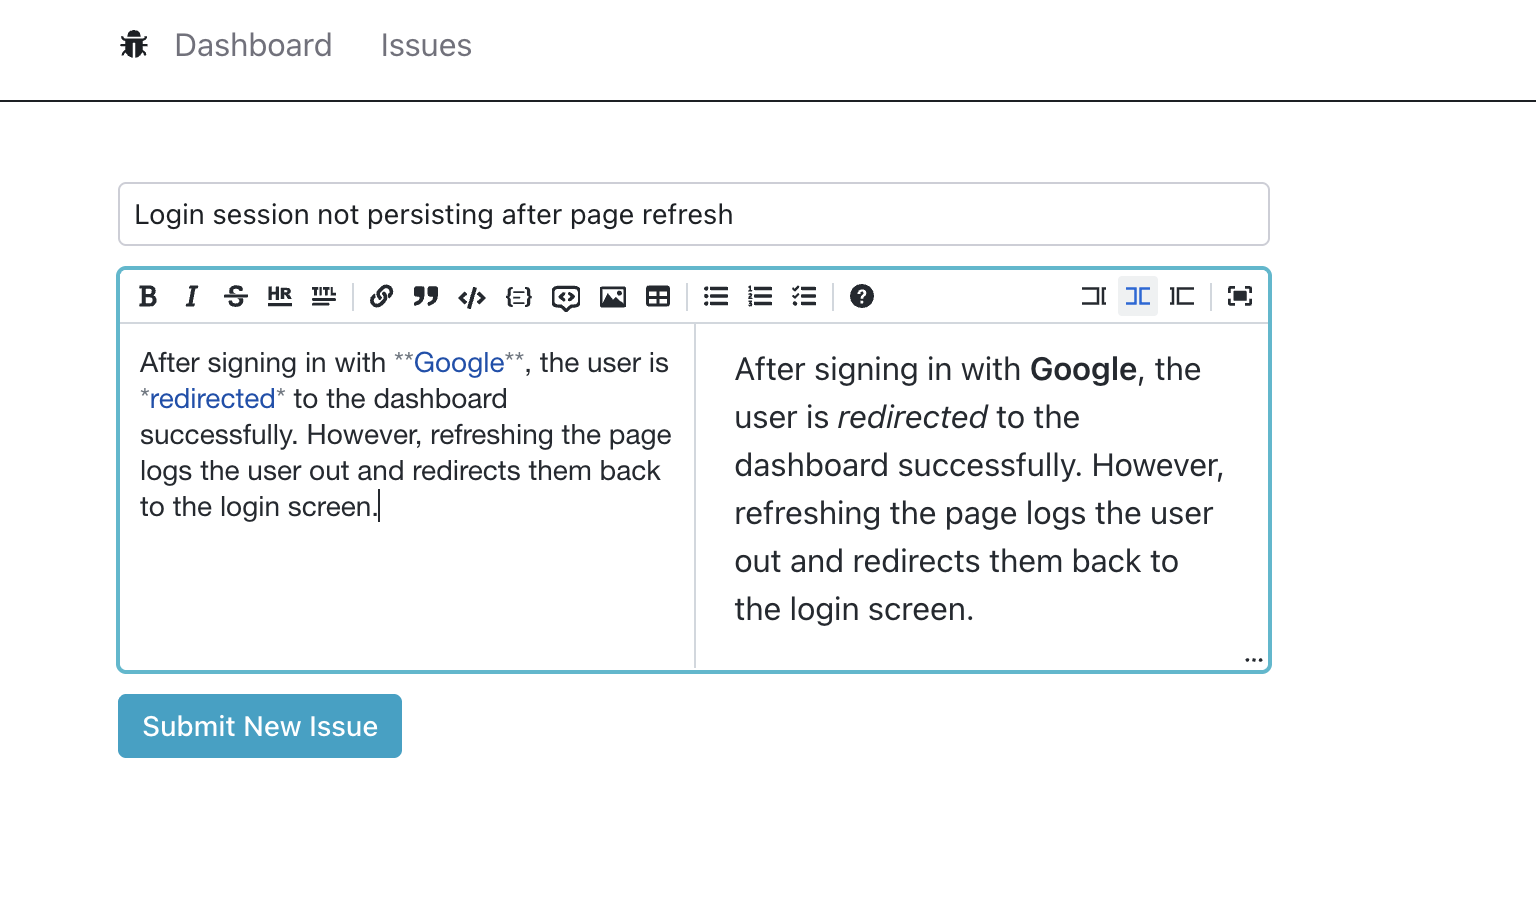 Dashboard Issues
Login session not persisting after page refresh
B I S HR TITL
After signing in with **Google**, the user is
*redirected* to the dashboard
successfully. However, refreshing the page
logs the user out and redirects them back
to the login screen.
After signing in with Google, the
user is redirected to the
dashboard successfully. However,
refreshing the page logs the user
out and redirects them back to
the login screen.
Submit New Issue